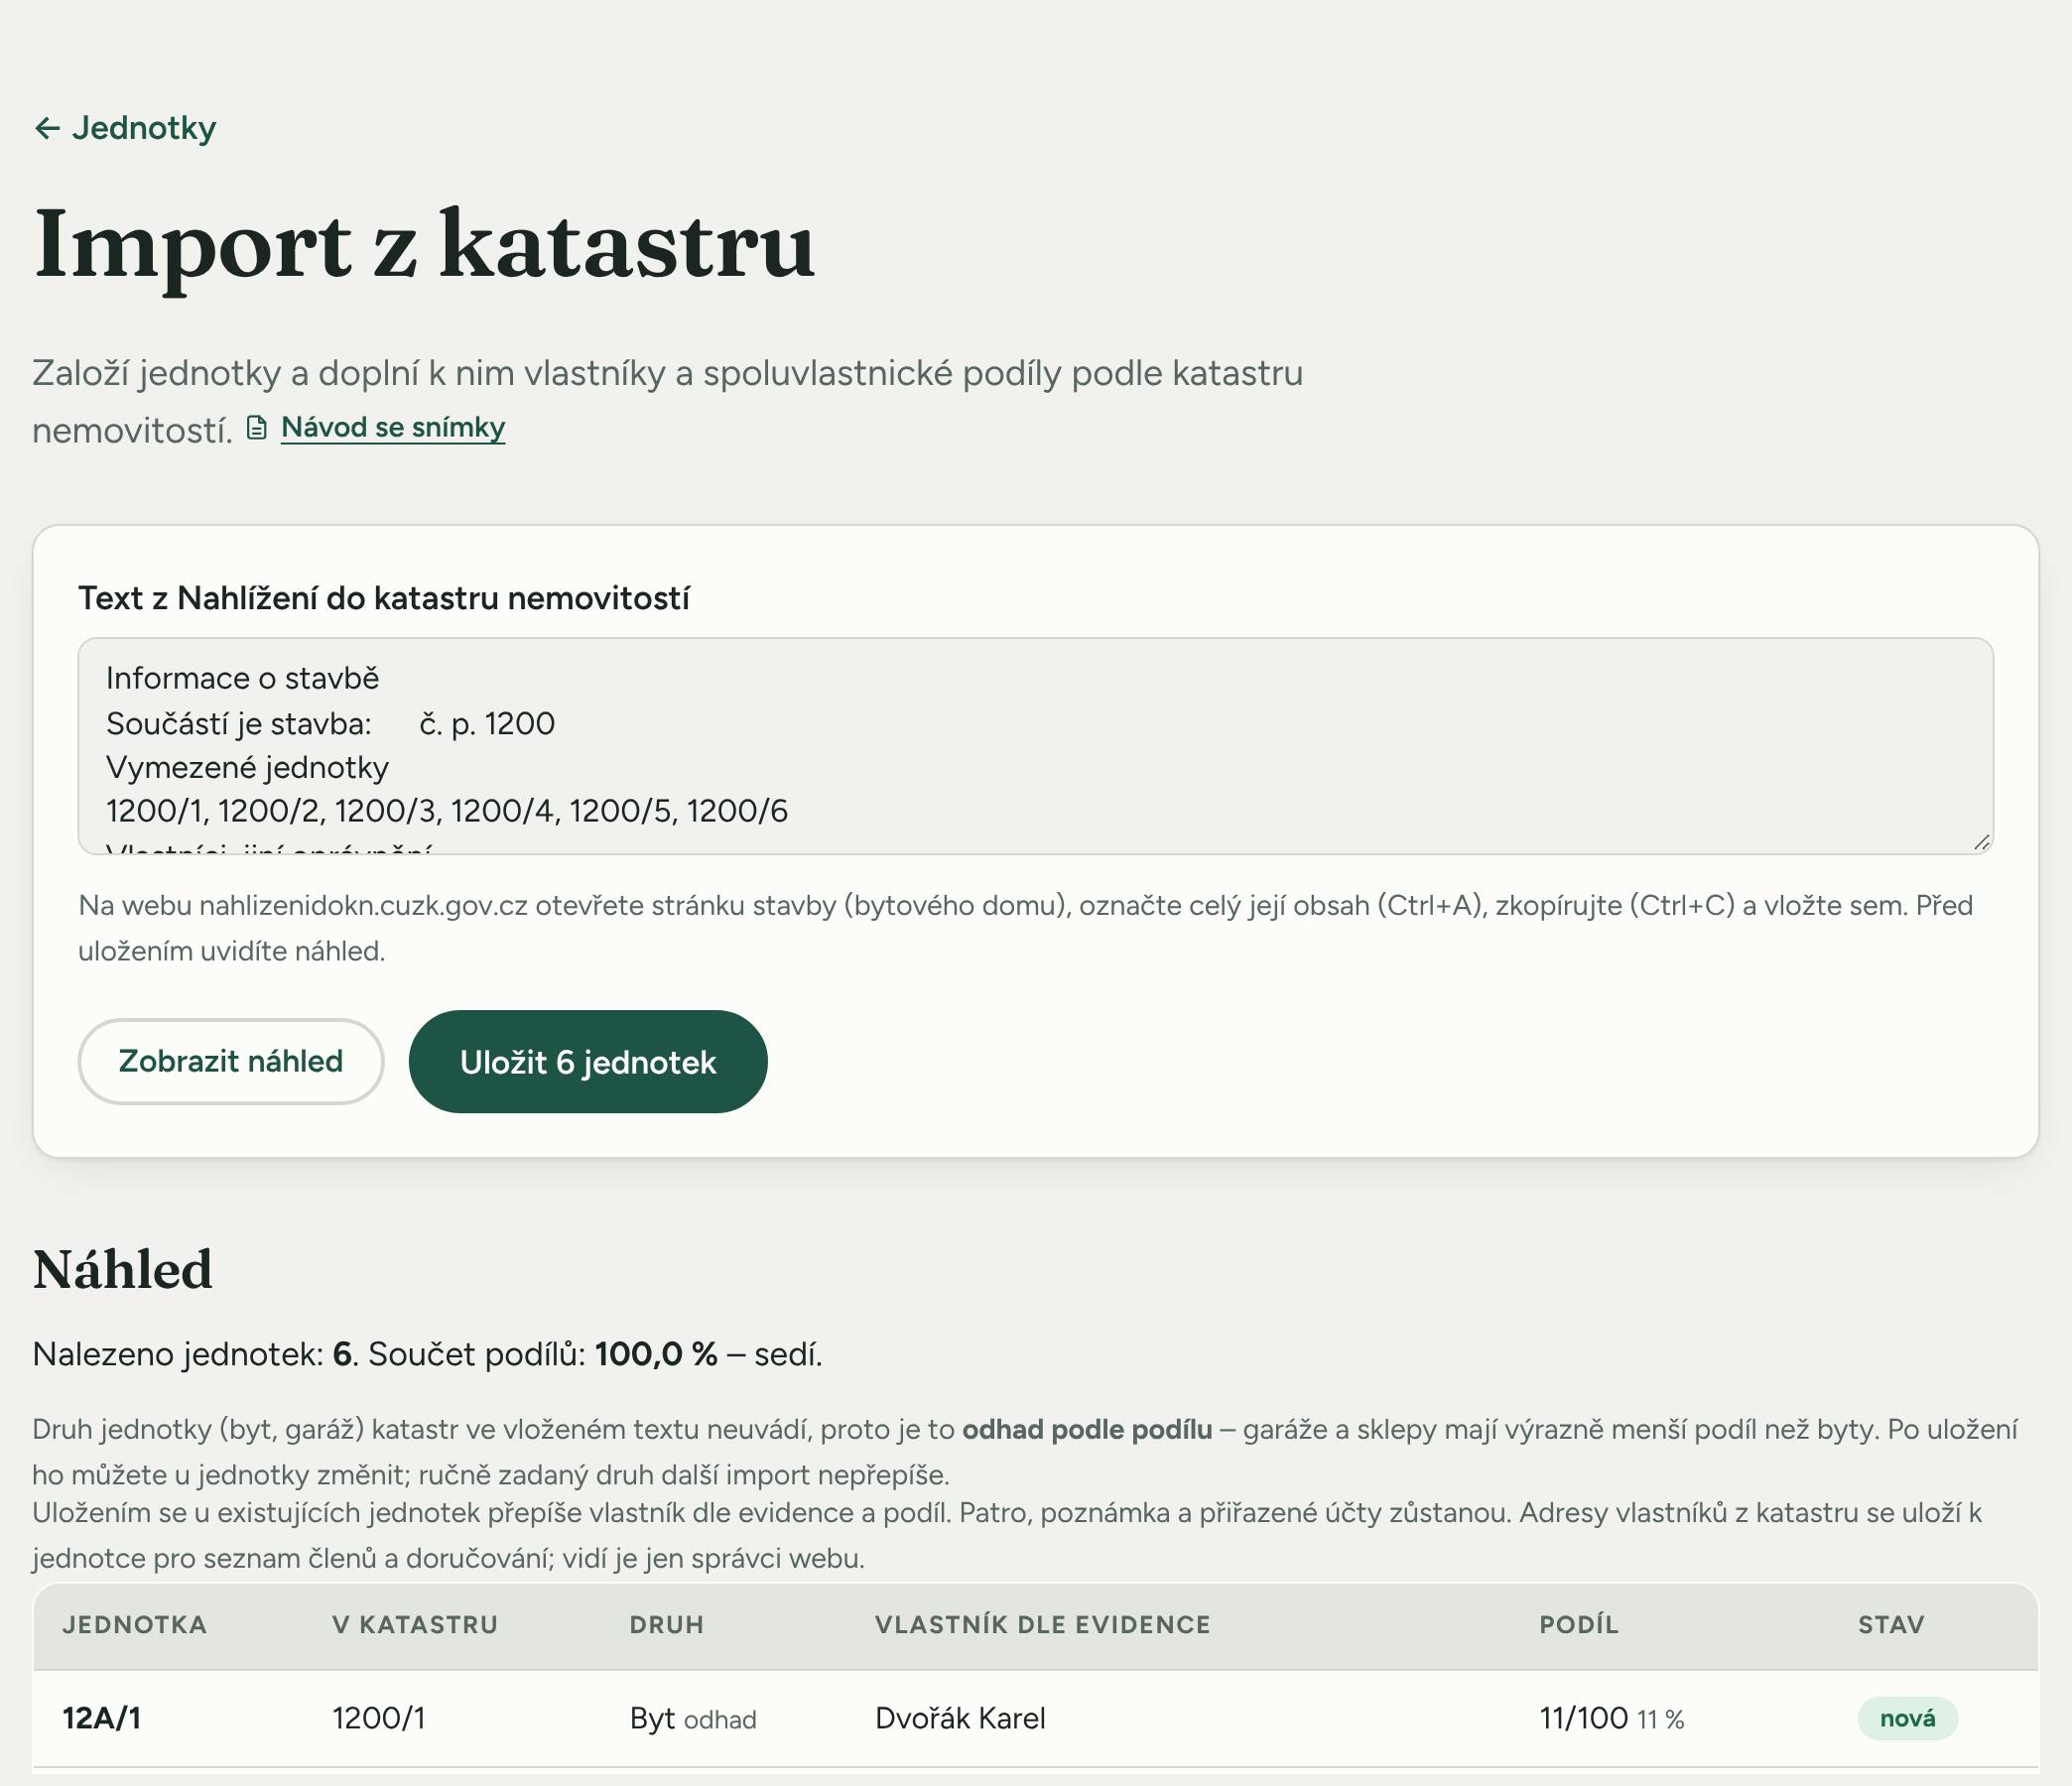 ← Jednotky
Import z katastru
Založí jednotky a doplní k nim vlastníky a spoluvlastnické podíly podle katastru
nemovitostí. Návod se snímky
Text z Nahlížení do katastru nemovitostí
Informace o stavbě
Součástí je stavba: č. p. 1200
Vymezené jednotky
1200/1, 1200/2, 1200/3, 1200/4, 1200/5, 1200/6
Vlastníci, jiní oprávnění
Na webu nahlizenidokn.cuzk.gov.cz otevřete stránku stavby (bytového domu), označte celý její obsah (Ctrl+A), zkopírujte (Ctrl+C) a vložte sem. Před
uložením uvidíte náhled.
Zobrazit náhled Uložit 6 jednotek
Náhled
Nalezeno jednotek: 6. Součet podílů: 100,0 % – sedí.
Druh jednotky (byt, garáž) katastr ve vloženém textu neuvádí, proto je to odhad podle podílu – garáže a sklepy mají výrazně menší podíl než byty. Po uložení
ho můžete u jednotky změnit; ručně zadaný druh další import nepřepíše.
Uložením se u existujících jednotek přepíše vlastník dle evidence a podíl. Patro, poznámka a přiřazené účty zůstanou. Adresy vlastníků z katastru se uloží k
jednotce pro seznam členů a doručování; vidí je jen správci webu.
JEDNOTKA V KATASTRU DRUH VLASTNÍK DLE EVIDENCE PODÍL STAV
12A/1 1200/1 Byt odhad Dvořák Karel 11/100 11 % nová